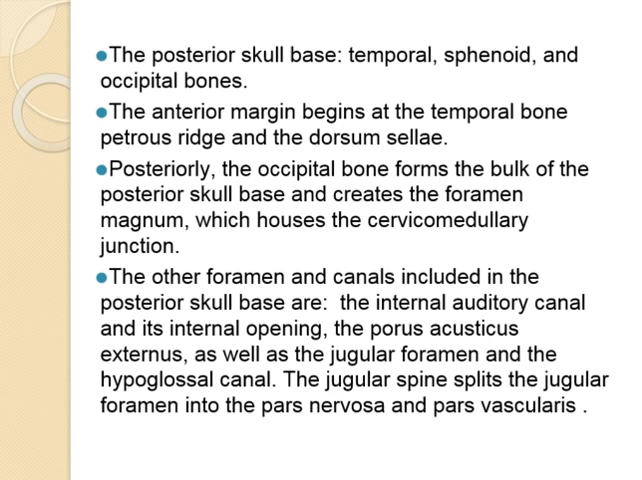 ●The posterior skull base: temporal, sphenoid, and
occipital bones.
●The anterior margin begins at the temporal bone
petrous ridge and the dorsum sellae.
●Posteriorly, the occipital bone forms the bulk of the
posterior skull base and creates the foramen
magnum, which houses the cervicomedullary
junction.
●The other foramen and canals included in the
posterior skull base are:  the internal auditory canal
and its internal opening, the porus acusticus
externus, as well as the jugular foramen and the
hypoglossal canal. The jugular spine splits the jugular
foramen into the pars nervosa and pars vascularis .